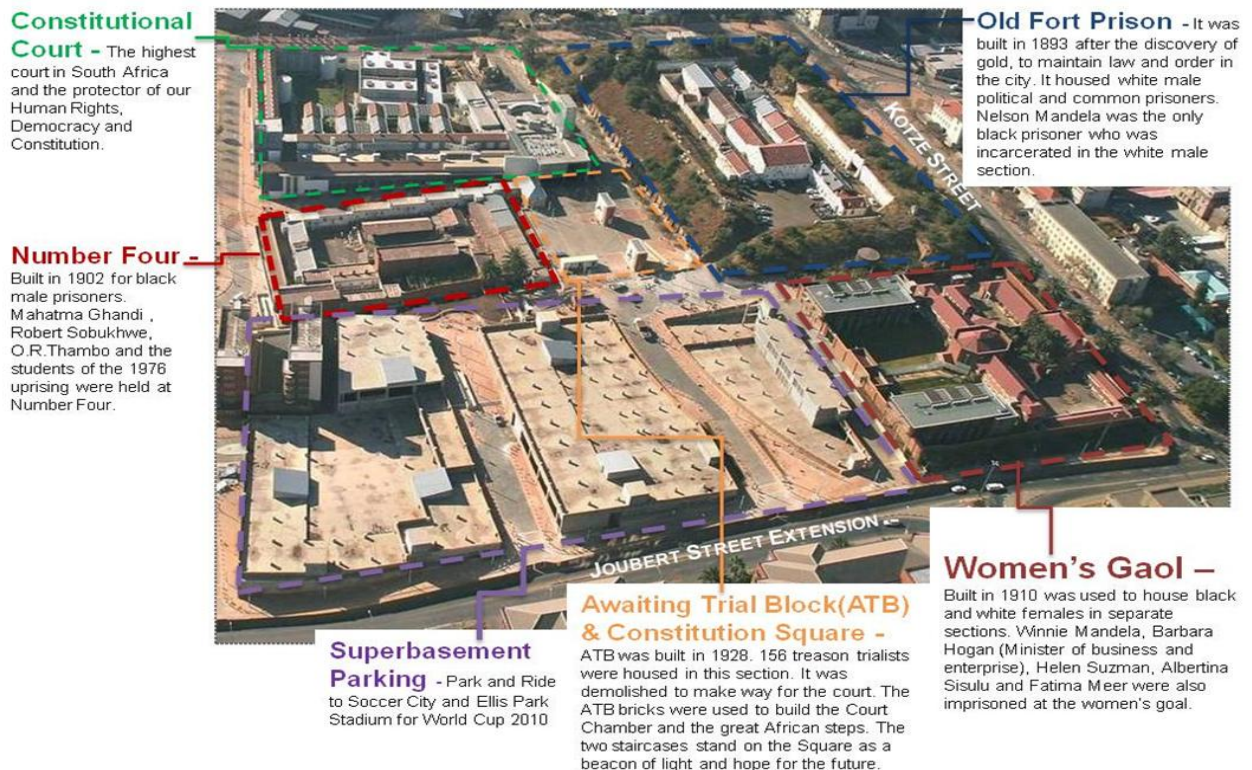 Constitutional
Court - The highest
court in South Africa
and the protector of our
Human Rights,
Democracy and
Constitution.
Old Fort Prison - It was
built in 1893 after the discovery of
gold, to maintain law and order in
the city. It housed white male
political and common prisoners.
Nelson Mandela was the only
black prisoner who was
incarcerated in the white male
section.
KOTZE STREET
Number Four -
Built in 1902 for black
male prisoners.
Mahatma Ghandi ,
Robert Sobukhwe,
O.R.Thambo and the
students of the 1976
uprising were held at
Number Four.
JOUBERT STREET EXTENSION --
Superbasement
Parking - Park and Ride
to Soccer City and Ellis Park
Stadium for World Cup 2010
Awaiting Trial Block(ATB)
& Constitution Square -
ATB was built in 1928. 156 treason trialists
were housed in this section. It was
demolished to make way for the court. The
ATB bricks were used to build the Court
Chamber and the great African steps. The
two staircases stand on the Square as a
beacon of light and hope for the future.
Women's Gaol –
Built in 1910 was used to house black
and white females in separate
sections. Winnie Mandela, Barbara
Hogan (Minister of business and
enterprise), Helen Suzman, Albertina
Sisulu and Fatima Meer were also
imprisoned at the women's goal.